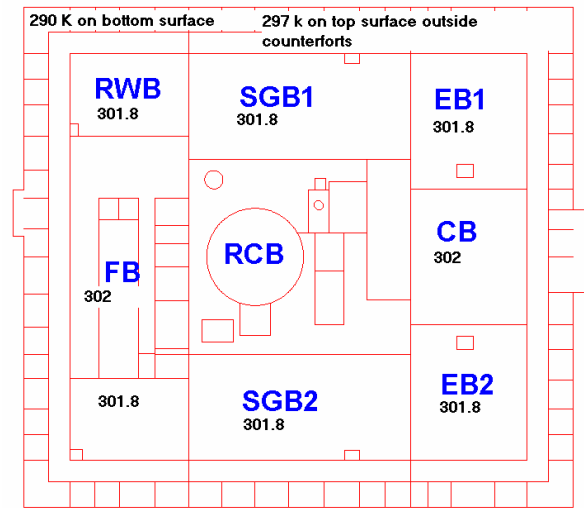 290 K on bottom surface
297 k on top surface outside
counterforts
RWB
301.8
SGB1
301.8
EB1
301.8
CB
302
RCB
FB
302
301.8
SGB2
301.8
EB2
301.8